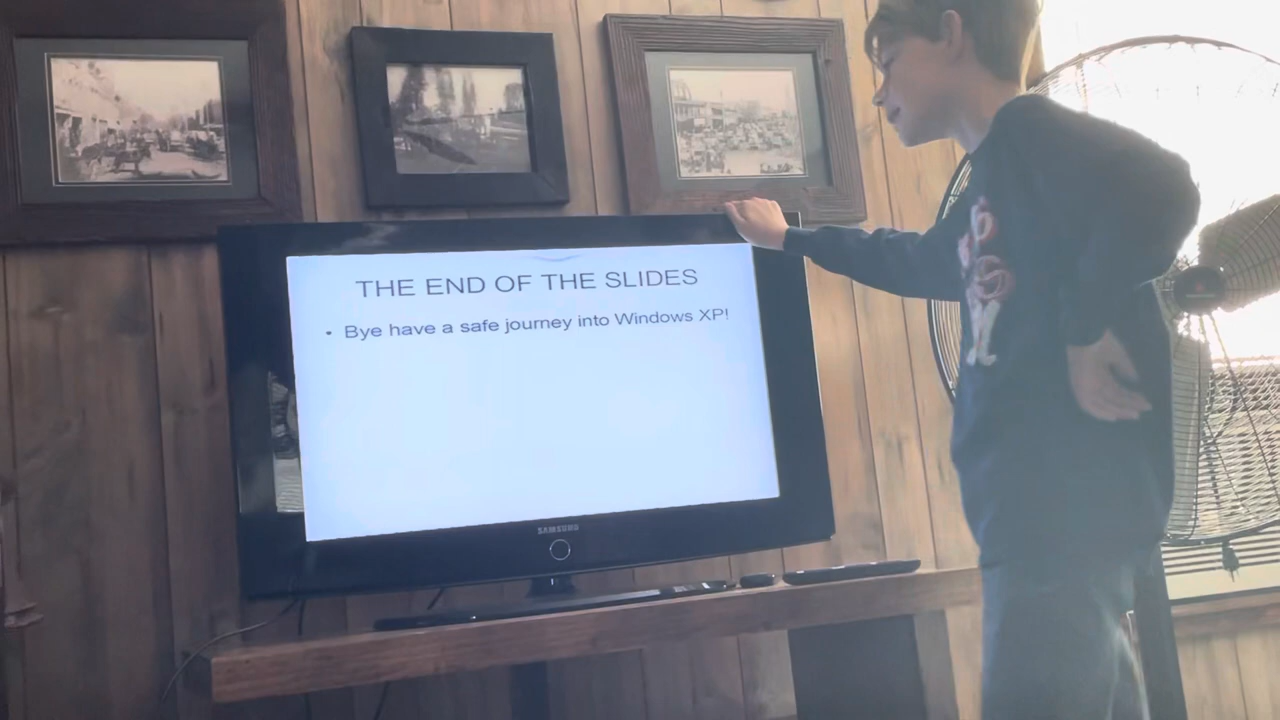 THE END OF THE SLIDES
• Bye have a safe journey into Windows XP!
SAMSUNG